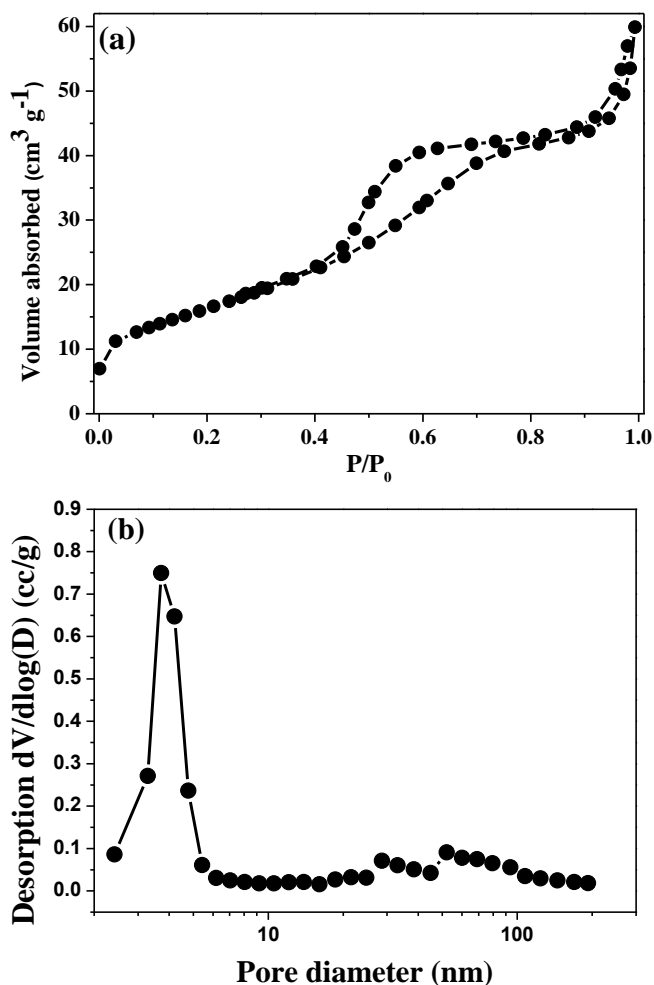 (a)
Volume absorbed (cm³ g⁻¹)
60
50
40
30
20
10
0
0.0 0.2 0.4 0.6 0.8 1.0
P/P₀
(b)
Desorption dV/dlog(D) (cc/g)
0.9
0.8
0.7
0.6
0.5
0.4
0.3
0.2
0.1
0.0
10 100
Pore diameter (nm)